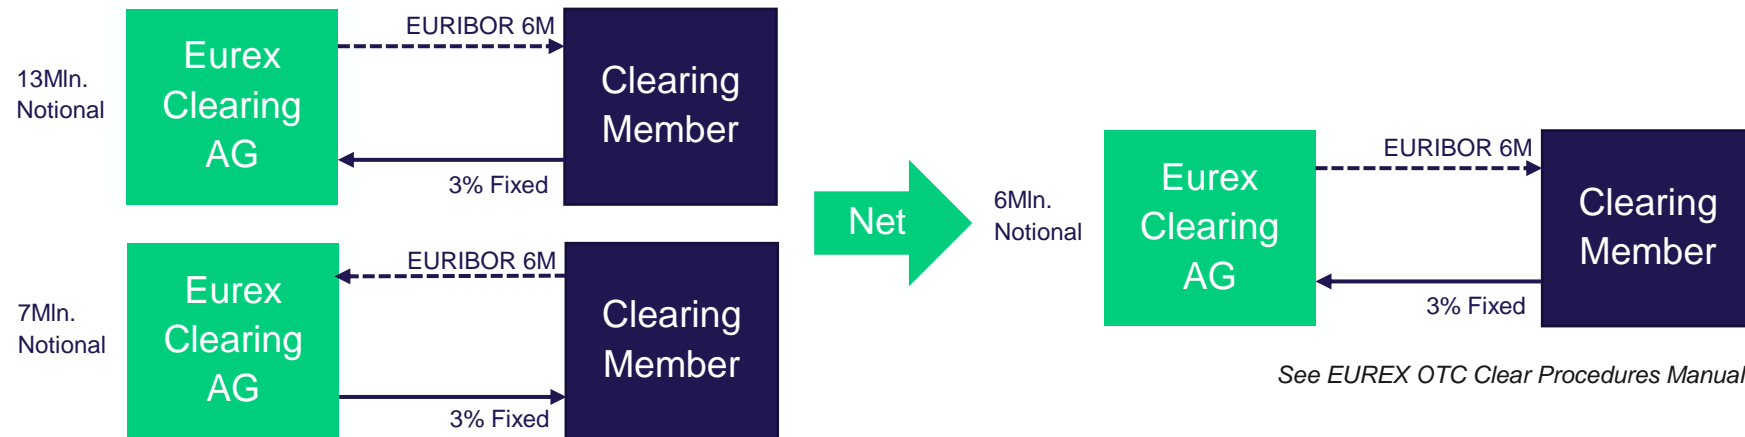 13Mln.
Notional
Eurex
Clearing
AG
EURIBOR 6M
3% Fixed
Clearing
Member
7Mln.
Notional
Eurex
Clearing
AG
EURIBOR 6M
3% Fixed
Clearing
Member
Net
6Mln.
Notional
Eurex
Clearing
AG
EURIBOR 6M
3% Fixed
Clearing
Member
See EUREX OTC Clear Procedures Manual